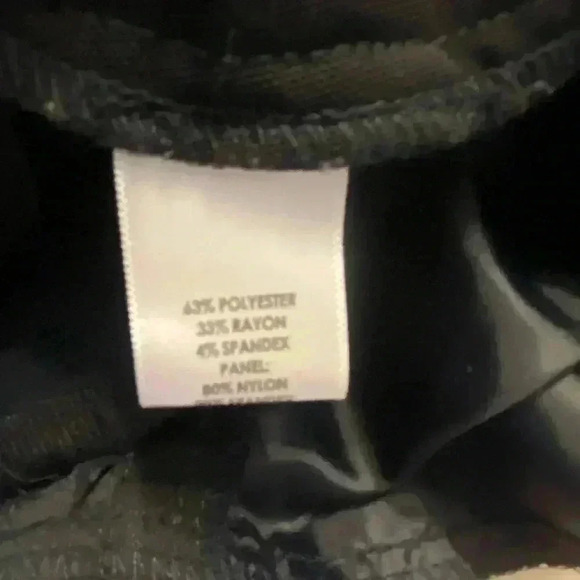 63% POLYESTER
33% RAYON
4% SPANDEX
PANEL:
80% NYLON